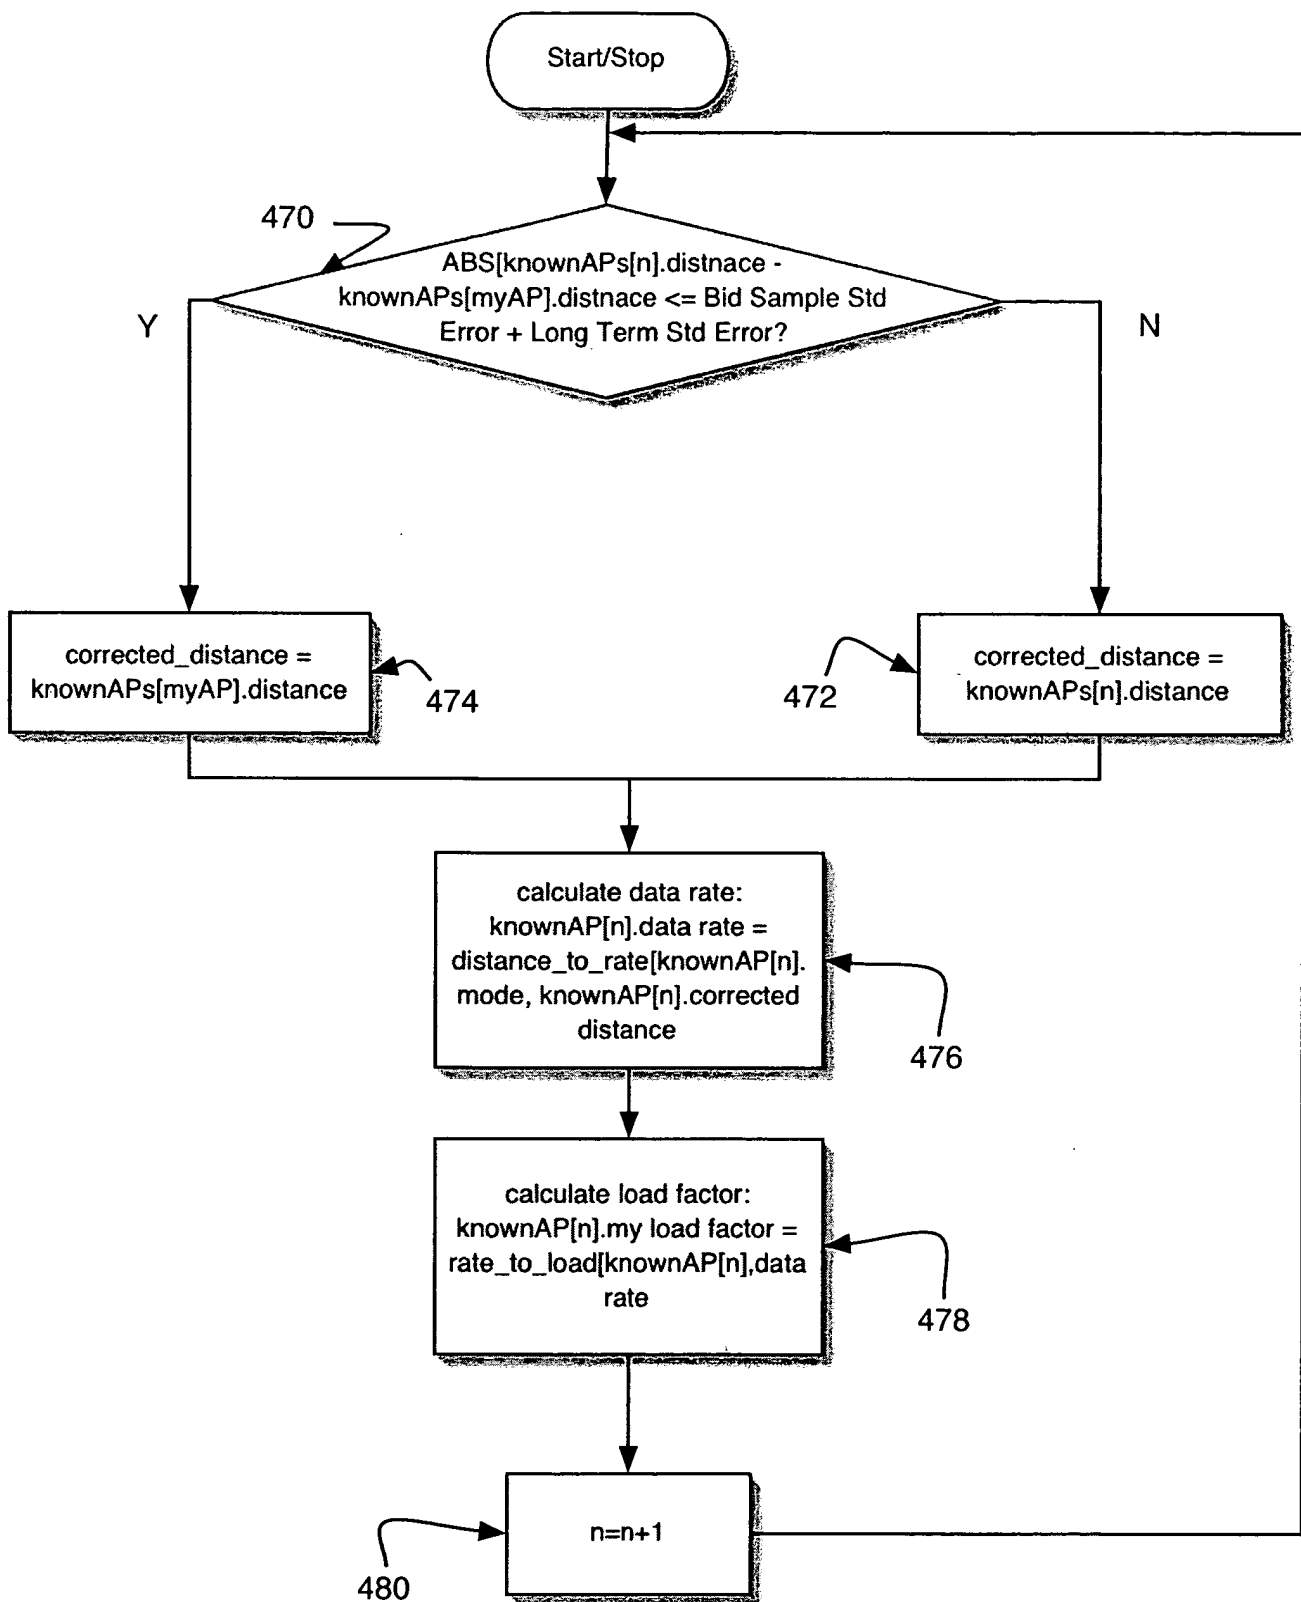 Start/Stop
470
ABS[knownAPs[n].distnace -
knownAPs[myAP].distnace <= Bid Sample Std
Error + Long Term Std Error?
Y
N
corrected_distance =
knownAPs[myAP].distance
474
472
corrected_distance =
knownAPs[n].distance
calculate data rate:
knownAP[n].data rate =
distance_to_rate[knownAP[n].
mode, knownAP[n].corrected
distance
476
calculate load factor:
knownAP[n].my load factor =
rate_to_load[knownAP[n],data
rate
478
n=n+1
480